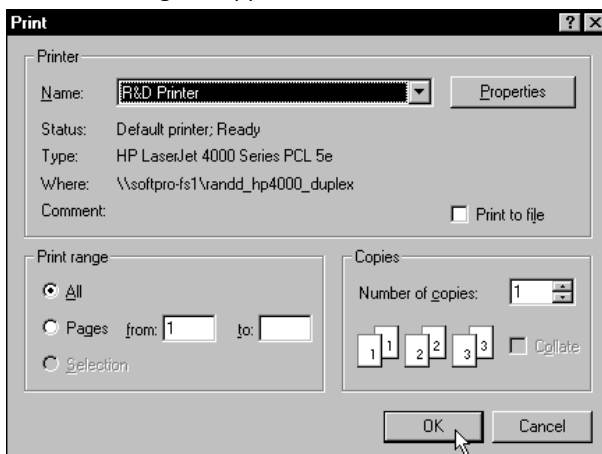 Print
Printer
Name: R&D Printer Properties
Status: Default printer; Ready
Type: HP LaserJet 4000 Series PCL 5e
Where: \\softpro-fs1\randd_hp4000_duplex
Comment: Print to file
Print range
All
Pages from: 1 to:
Selection
Copies
Number of copies: 1
1 1 2 2 3 3 Collate
OK Cancel